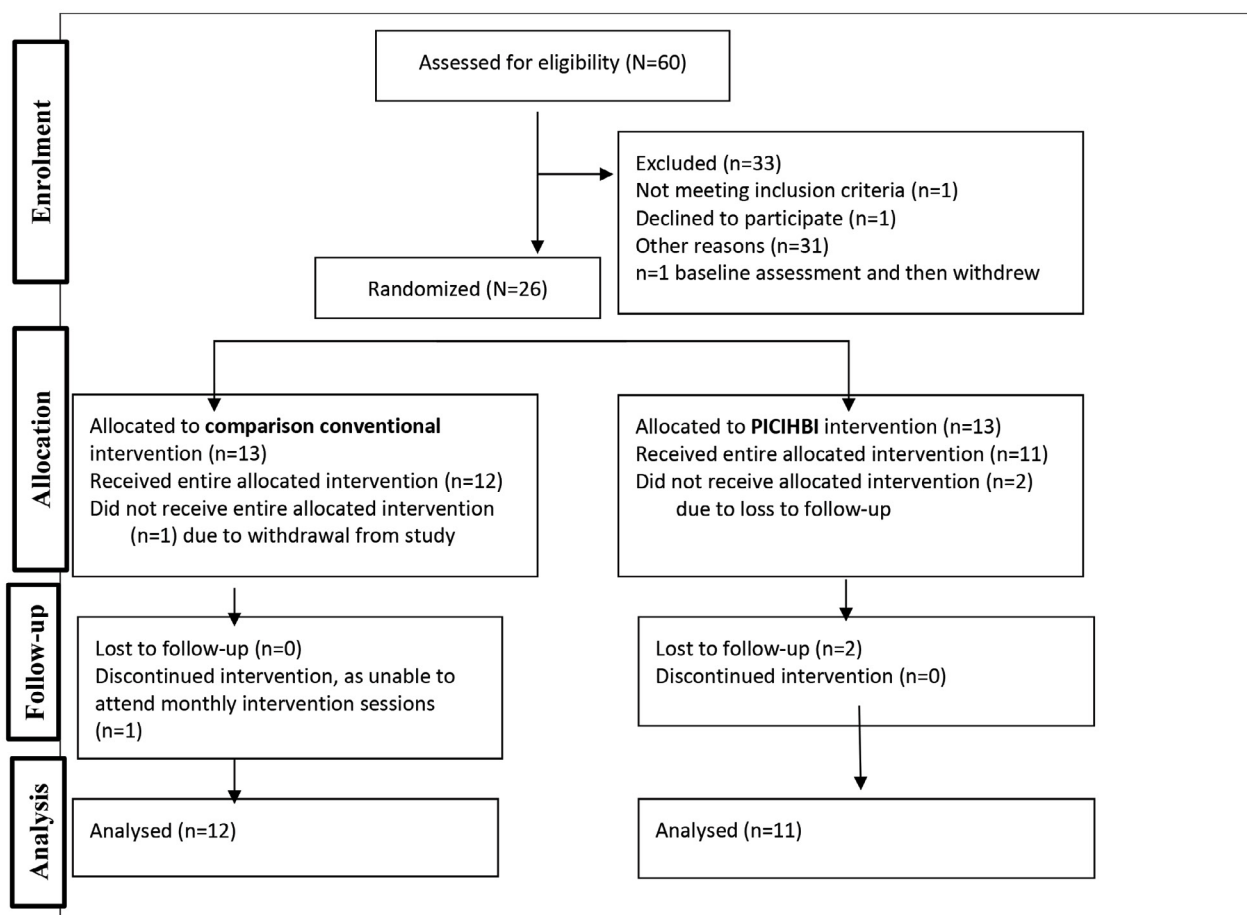 Enrolment
Assessed for eligibility (N=60)
Excluded (n=33)
Not meeting inclusion criteria (n=1)
Declined to participate (n=1)
Other reasons (n=31)
n=1 baseline assessment and then withdrew
Randomized (N=26)
Allocation
Allocated to comparison conventional
intervention (n=13)
Received entire allocated intervention (n=12)
Did not receive entire allocated intervention
(n=1) due to withdrawal from study
Allocated to PICIHBI intervention (n=13)
Received entire allocated intervention (n=11)
Did not receive allocated intervention (n=2)
due to loss to follow-up
Follow-up
Lost to follow-up (n=0)
Discontinued intervention, as unable to
attend monthly intervention sessions
(n=1)
Lost to follow-up (n=2)
Discontinued intervention (n=0)
Analysis
Analysed (n=12)
Analysed (n=11)